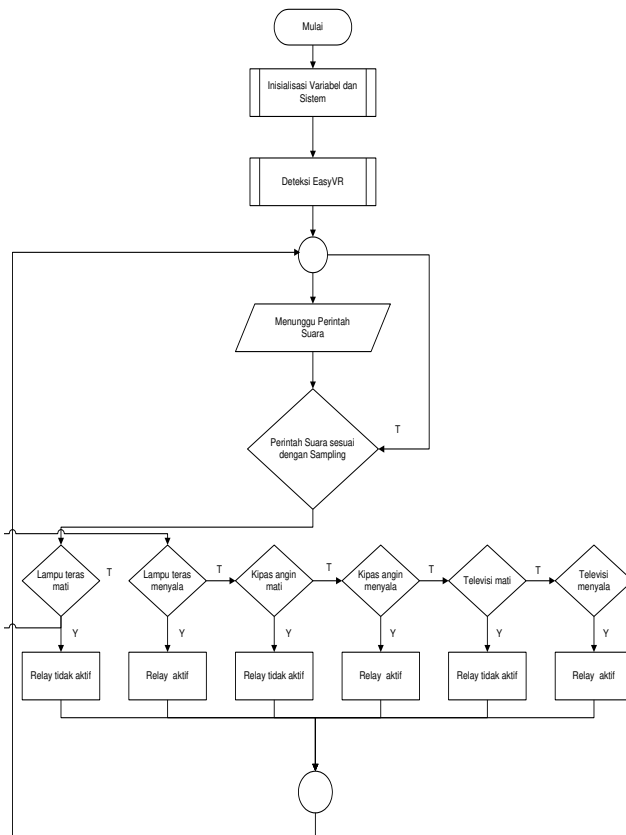 Mulai
Inisialisasi Variabel dan
Sistem
Deteksi EasyVR
Menunggu Perintah
Suara
T
Perintah Suara sesuai
dengan Sampling
Lampu teras
mati
T
Lampu teras
menyala
T
Kipas angin
mati
T
Kipas angin
menyala
T
Televisi mati
T
Televisi
menyala
Y
Y
Y
Y
Y
Y
Relay tidak aktif
Relay aktif
Relay tidak aktif
Relay aktif
Relay tidak aktif
Relay aktif